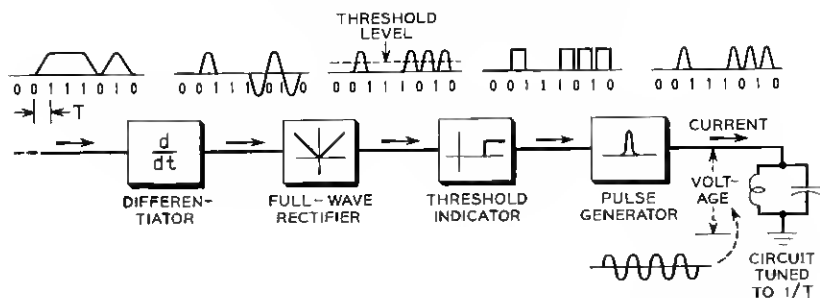 THRESHOLD
LEVEL
0 0 1 1 1 0 1 0
0 0 1 1 1 0 1 0
0 0 1 1 1 0 1 0
0 0 1 1 1 0 1 0
0 0 1 1 1 0 1 0
T
CURRENT
d
dt
DIFFEREN-
TIATOR
FULL-WAVE
RECTIFIER
THRESHOLD
INDICATOR
PULSE
GENERATOR
VOLT-
AGE
CIRCUIT
TUNED
TO 1/T